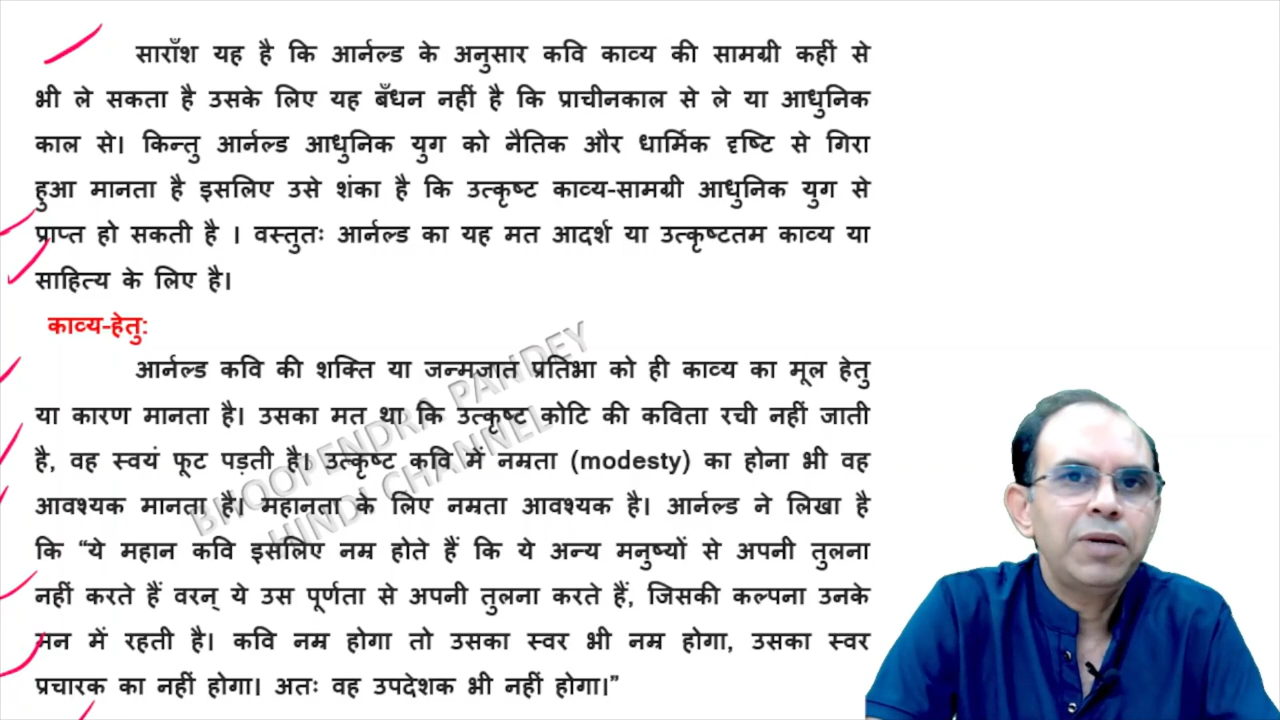 साराँश यह है कि आर्नल्ड के अनुसार कवि काव्य की सामग्री कहीं से
भी ले सकता है उसके लिए यह बँधन नहीं है कि प्राचीनकाल से ले या आधुनिक
काल से। किन्तु आर्नल्ड आधुनिक युग को नैतिक और धार्मिक दृष्टि से गिरा
हुआ मानता है इसलिए उसे शंका है कि उत्कृष्ट काव्य-सामग्री आधुनिक युग से
प्राप्त हो सकती है । वस्तुतः आर्नल्ड का यह मत आदर्श या उत्कृष्टतम काव्य या
साहित्य के लिए है।
काव्य-हेतु:
आर्नल्ड कवि की शक्ति या जन्मजात प्रतिभा को ही काव्य का मूल हेतु
या कारण मानता है। उसका मत था कि उत्कृष्ट कोटि की कविता रची नहीं जाती
है, वह स्वयं फूट पड़ती है। उत्कृष्ट कवि में नम्रता (modesty) का होना भी वह
आवश्यक मानता है। महानता के लिए नम्रता आवश्यक है। आर्नल्ड ने लिखा है
कि “ये महान कवि इसलिए नम्र होते हैं कि ये अन्य मनुष्यों से अपनी तुलना
नहीं करते हैं वरन् ये उस पूर्णता से अपनी तुलना करते हैं, जिसकी कल्पना उनके
मन में रहती है। कवि नम्र होगा तो उसका स्वर भी नम्र होगा, उसका स्वर
प्रचारक का नहीं होगा। अतः वह उपदेशक भी नहीं होगा।”
BHOOPENDRA PANDEY
HINDI CHANNEL